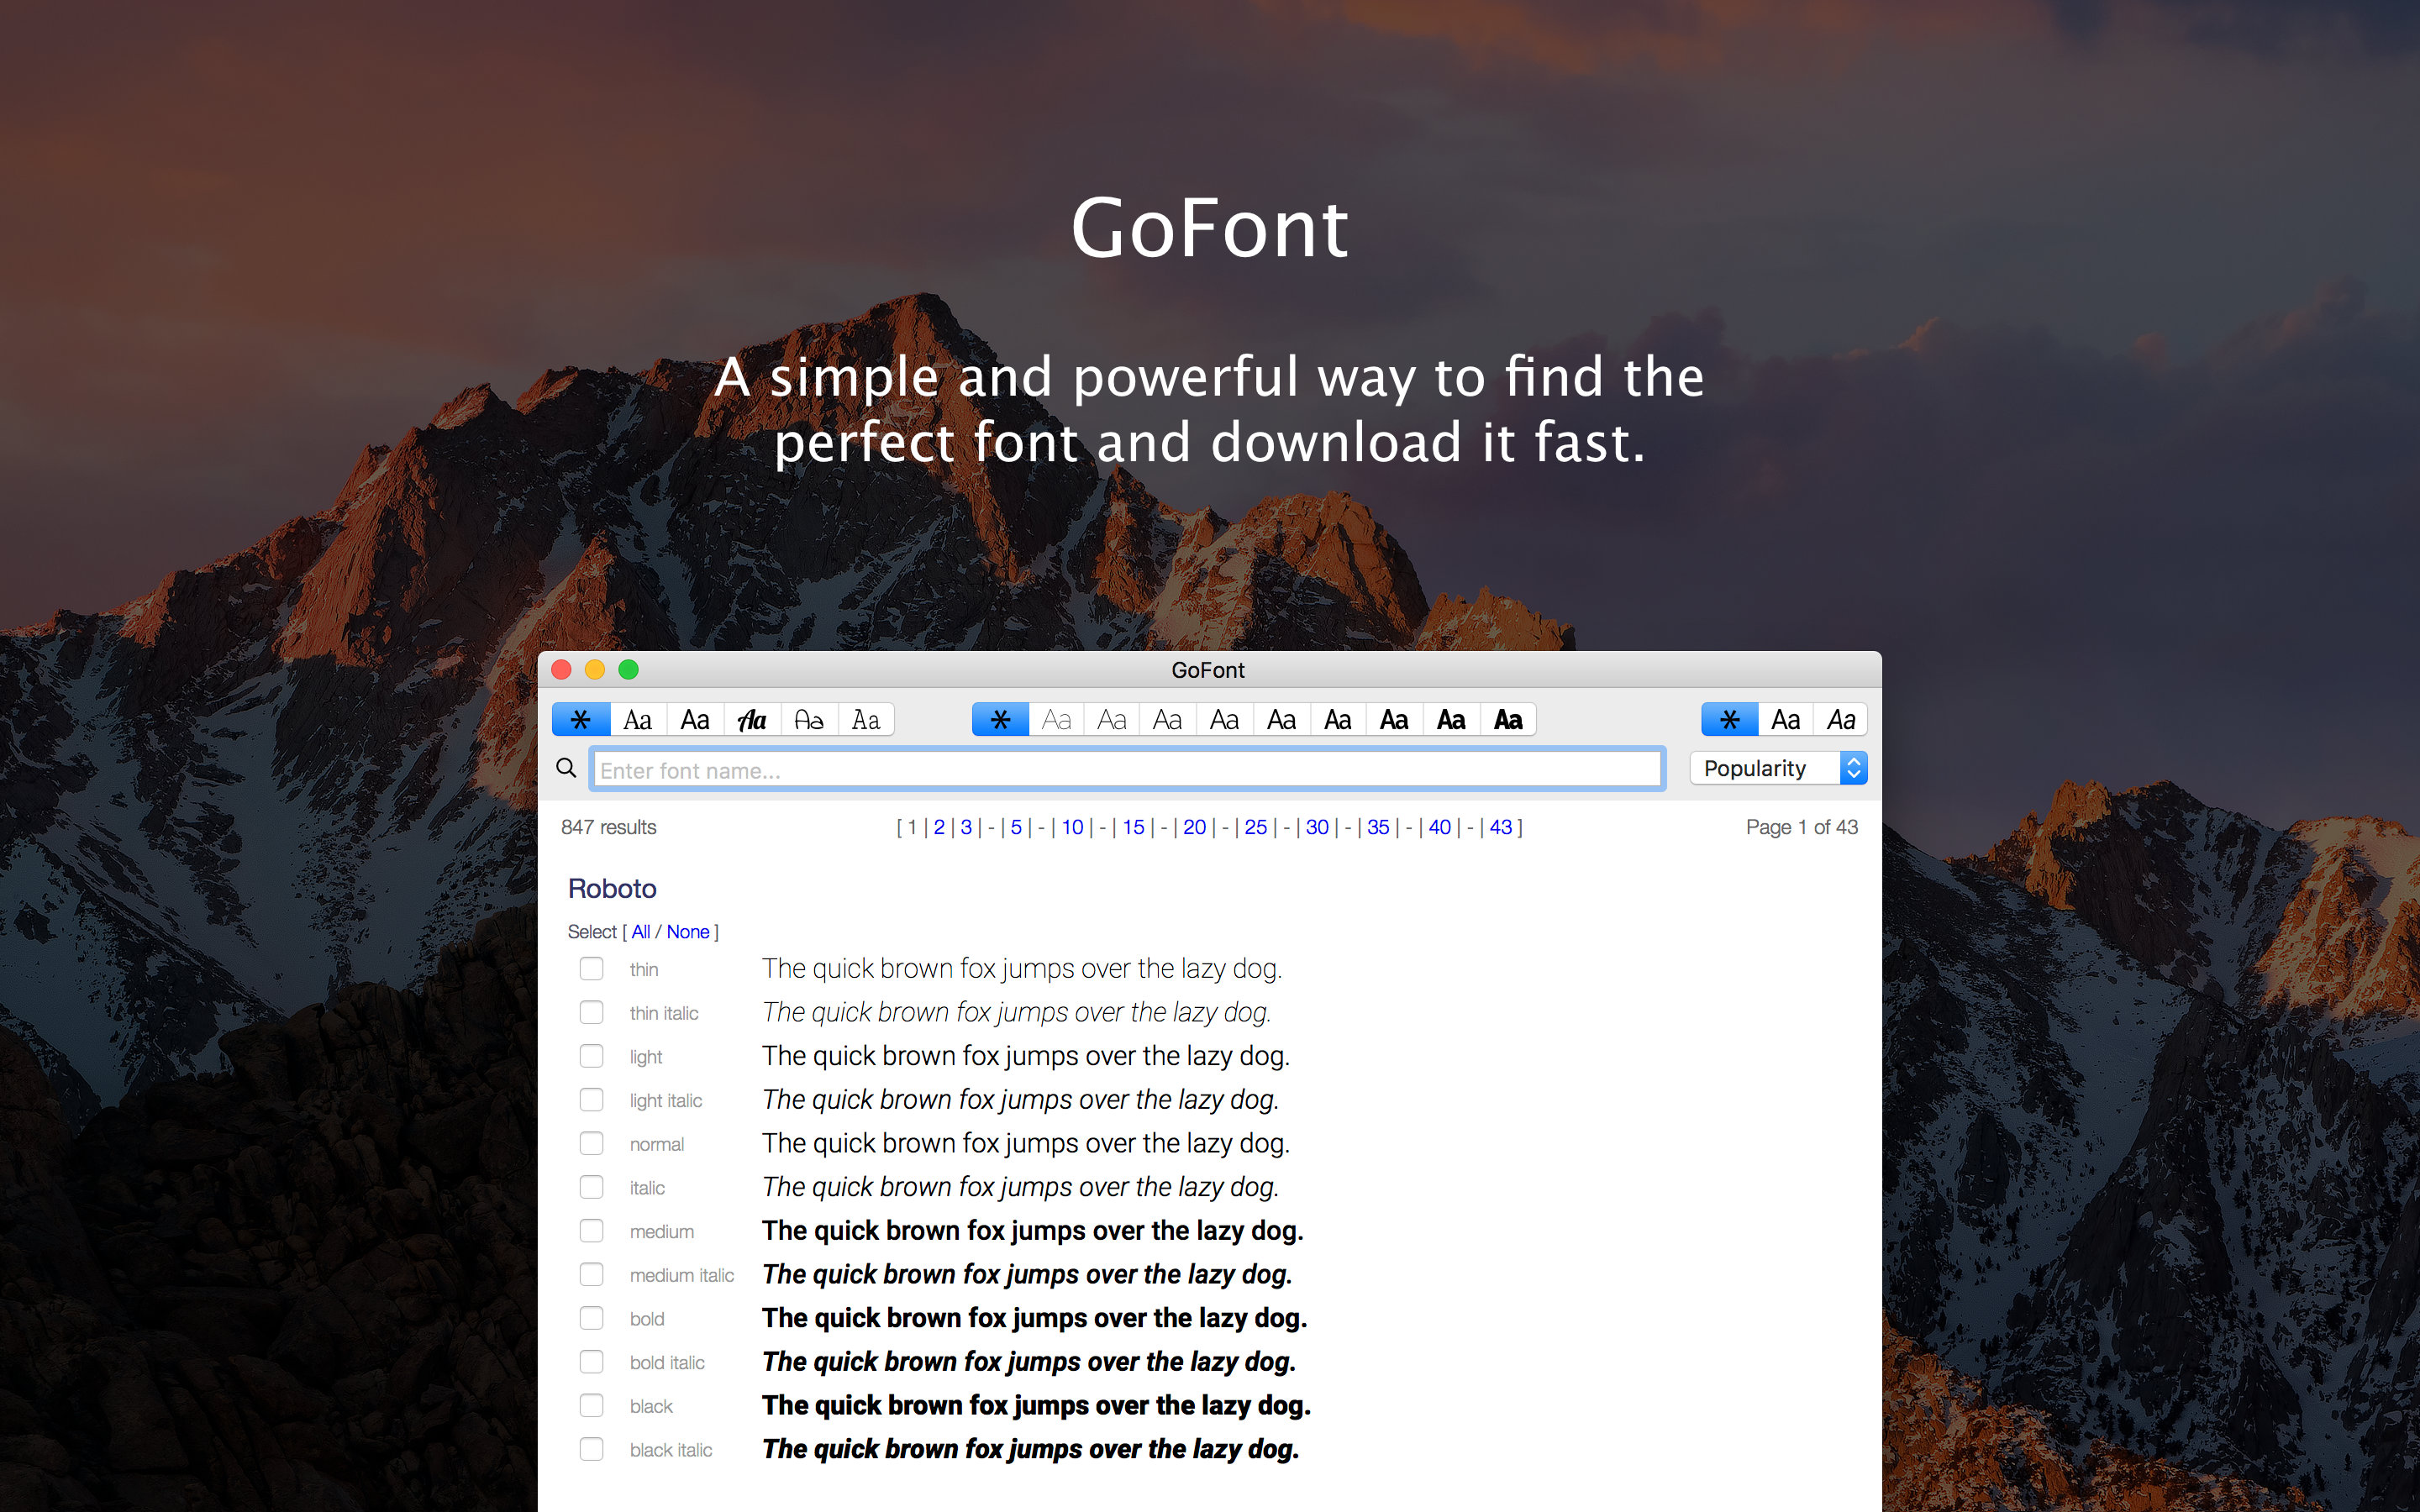 GoFont
A simple and powerful way to find the
perfect font and download it fast.
GoFont
* Aa Aa Aa Aa Aa * Aa Aa Aa Aa Aa Aa Aa Aa Aa * Aa Aa
Enter font name... Popularity
847 results [ 1 | 2 | 3 | - | 5 | - | 10 | - | 15 | - | 20 | - | 25 | - | 30 | - | 35 | - | 40 | - | 43 ] Page 1 of 43
Roboto
Select [ All / None ]
thin The quick brown fox jumps over the lazy dog.
thin italic The quick brown fox jumps over the lazy dog.
light The quick brown fox jumps over the lazy dog.
light italic The quick brown fox jumps over the lazy dog.
normal The quick brown fox jumps over the lazy dog.
italic The quick brown fox jumps over the lazy dog.
medium The quick brown fox jumps over the lazy dog.
medium italic The quick brown fox jumps over the lazy dog.
bold The quick brown fox jumps over the lazy dog.
bold italic The quick brown fox jumps over the lazy dog.
black The quick brown fox jumps over the lazy dog.
black italic The quick brown fox jumps over the lazy dog.